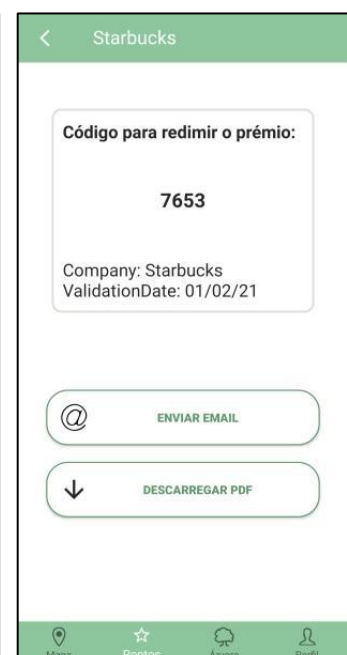 Starbucks
Código para redimir o prémio:
7653
Company: Starbucks
ValidationDate: 01/02/21
@ ENVIAR EMAIL
DESCARREGAR PDF